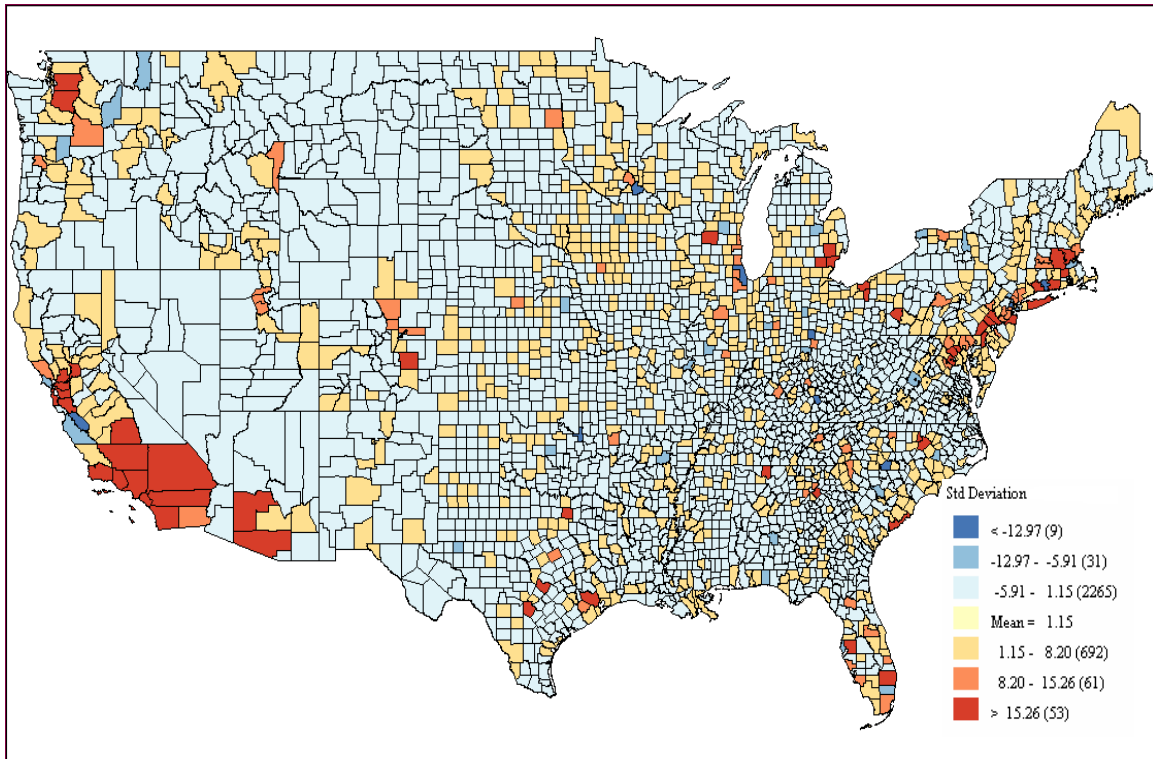 Std Deviation
< -12.97 (9)
-12.97 - -5.91 (31)
-5.91 - 1.15 (2265)
Mean = 1.15
1.15 - 8.20 (692)
8.20 - 15.26 (61)
> 15.26 (53)